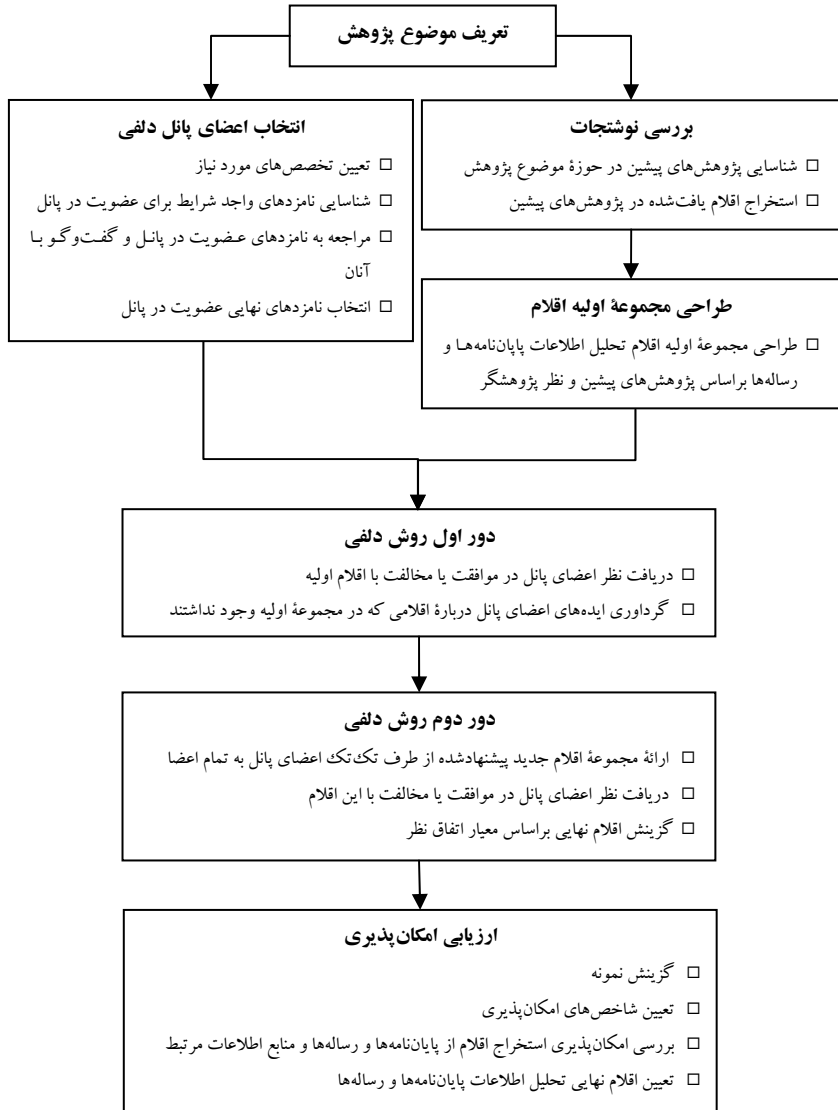 تعریف موضوع پژوهش
بررسی نوشتجات
□ شناسایی پژوهش‌های پیشین در حوزهٔ موضوع پژوهش
□ استخراج اقلام یافت‌شده در پژوهش‌های پیشین
طراحی مجموعهٔ اولیه اقلام
□ طراحی مجموعهٔ اولیه اقلام تحلیل اطلاعات پایان‌نامه‌هـا و
رساله‌ها براساس پژوهش‌های پیشین و نظر پژوهشگر
انتخاب اعضای پانل دلفی
□ تعیین تخصص‌های مورد نیاز
□ شناسایی نامزدهای واجد شرایط برای عضویت در پانل
□ مراجعه به نامزدهای عـضویت در پانـل و گفـت‌وگـو بـا
آنان
□ انتخاب نامزدهای نهایی عضویت در پانل
دور اول روش دلفی
□ دریافت نظر اعضای پانل در موافقت یا مخالفت با اقلام اولیه
□ گرداوری ایده‌های اعضای پانل دربارهٔ اقلامی که در مجموعهٔ اولیه وجود نداشتند
دور دوم روش دلفی
□ ارائهٔ مجموعهٔ اقلام جدید پیشنهادشده از طرف تک‌تک اعضای پانل به تمام اعضا
□ دریافت نظر اعضای پانل در موافقت یا مخالفت با این اقلام
□ گزینش اقلام نهایی براساس معیار اتفاق نظر
ارزیابی امکان‌پذیری
□ گزینش نمونه
□ تعیین شاخص‌های امکان‌پذیری
□ بررسی امکان‌پذیری استخراج اقلام از پایان‌نامه‌ها و رساله‌ها و منابع اطلاعات مرتبط
□ تعیین اقلام نهایی تحلیل اطلاعات پایان‌نامه‌ها و رساله‌ها